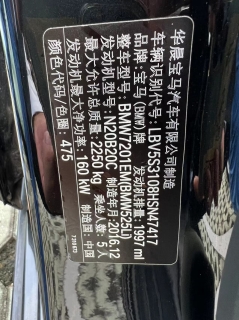 华晨宝马汽车有限公司制造
车辆识别代号:LBV5S3108HSN47417
品牌:宝马(BMW)牌 发动机排量:1997 ml
整车型号:BMW7201END(BMW525Li)
发动机型号:N20B20C 制造年月:2016.12
最大允许总质量:2250 kg 乘坐人数:5人
发动机最大净功率:160 kW 制造国:中国
颜色代码/色圈:475